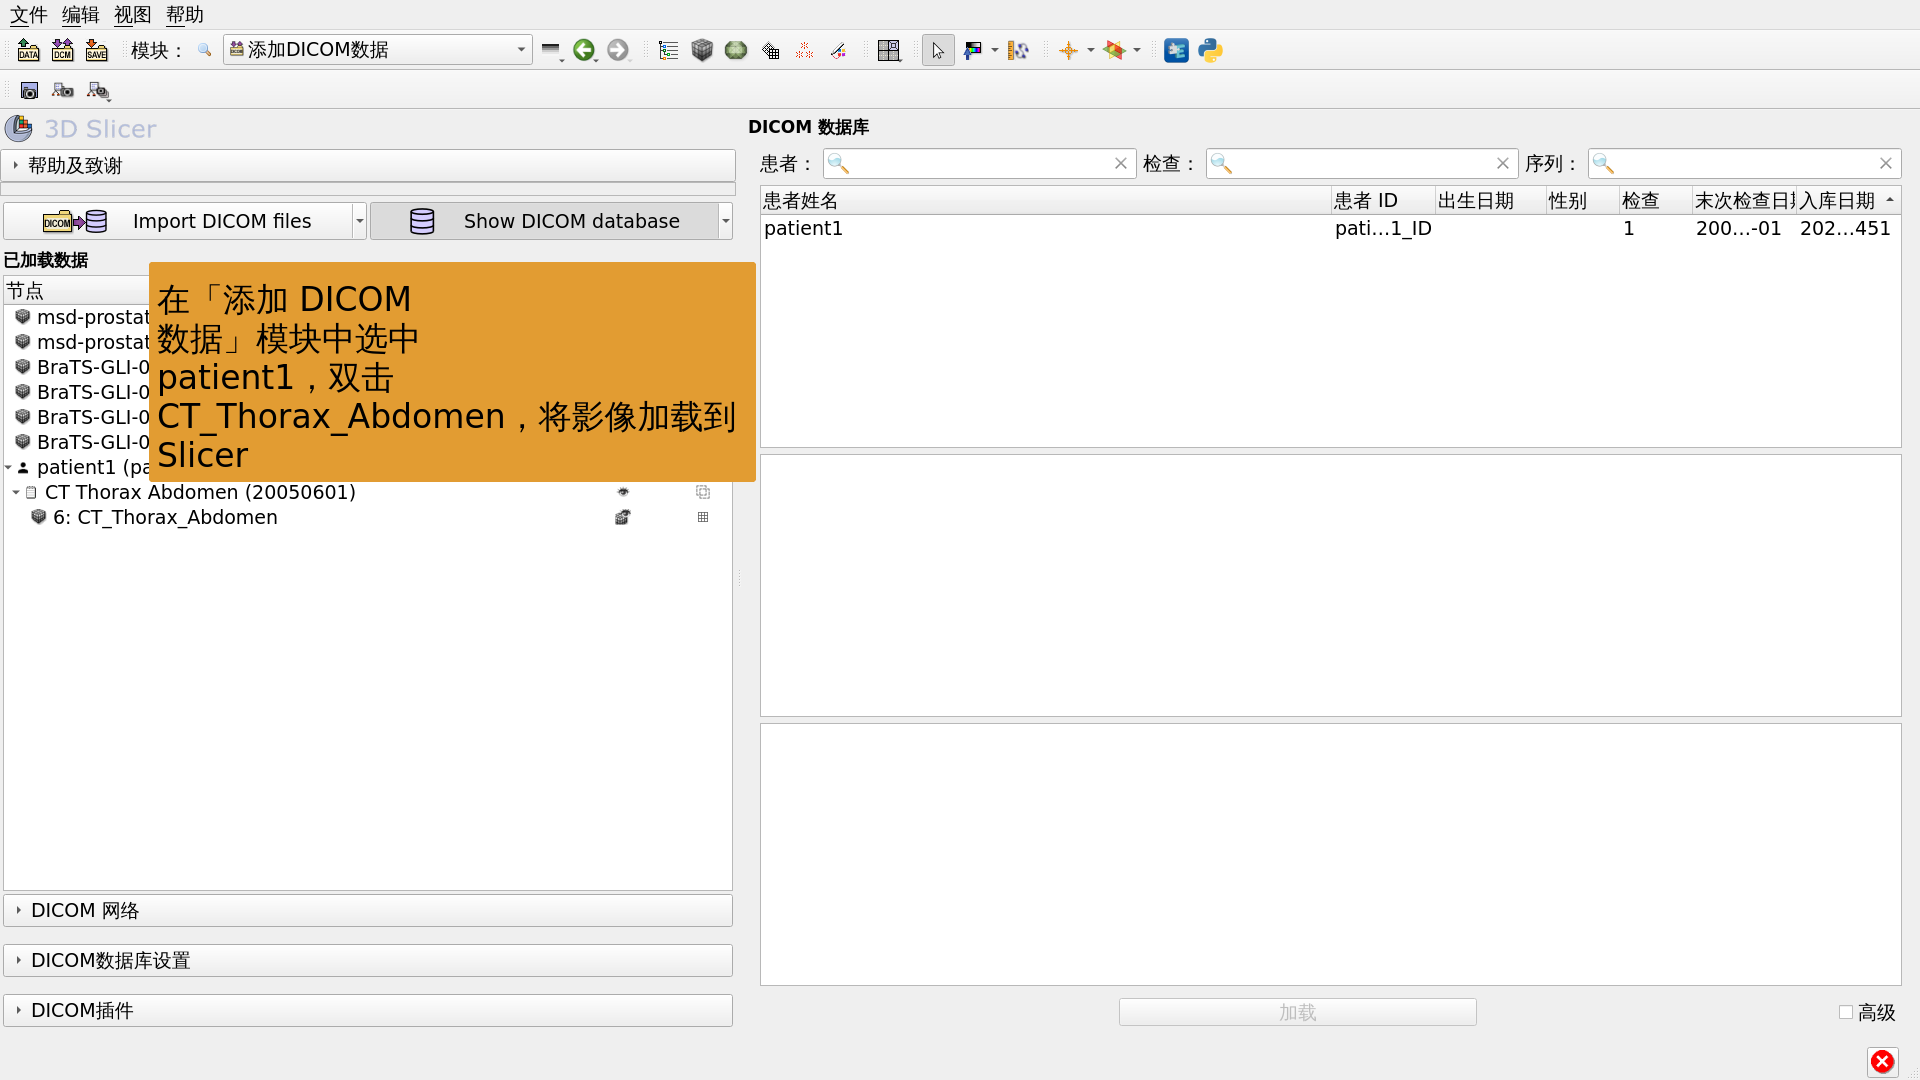 文件 编辑 视图 帮助
DATA DCM SAVE 模块： DCM 添加DICOM数据
3D Slicer
帮助及致谢
DICOM Import DICOM files Show DICOM database
已加载数据
节点
msd-prostat
msd-prostat
BraTS-GLI-0
BraTS-GLI-0
BraTS-GLI-0
BraTS-GLI-0
patient1 (pa
CT Thorax Abdomen (20050601)
6: CT_Thorax_Abdomen
在「添加 DICOM
数据」模块中选中
patient1，双击
CT_Thorax_Abdomen，将影像加载到
Slicer
DICOM 网络
DICOM数据库设置
DICOM插件
DICOM 数据库
患者： 检查： 序列：
患者姓名 患者 ID 出生日期 性别 检查 末次检查日期 入库日期
patient1 pati...1_ID 1 200...-01 202...451
加载 高级